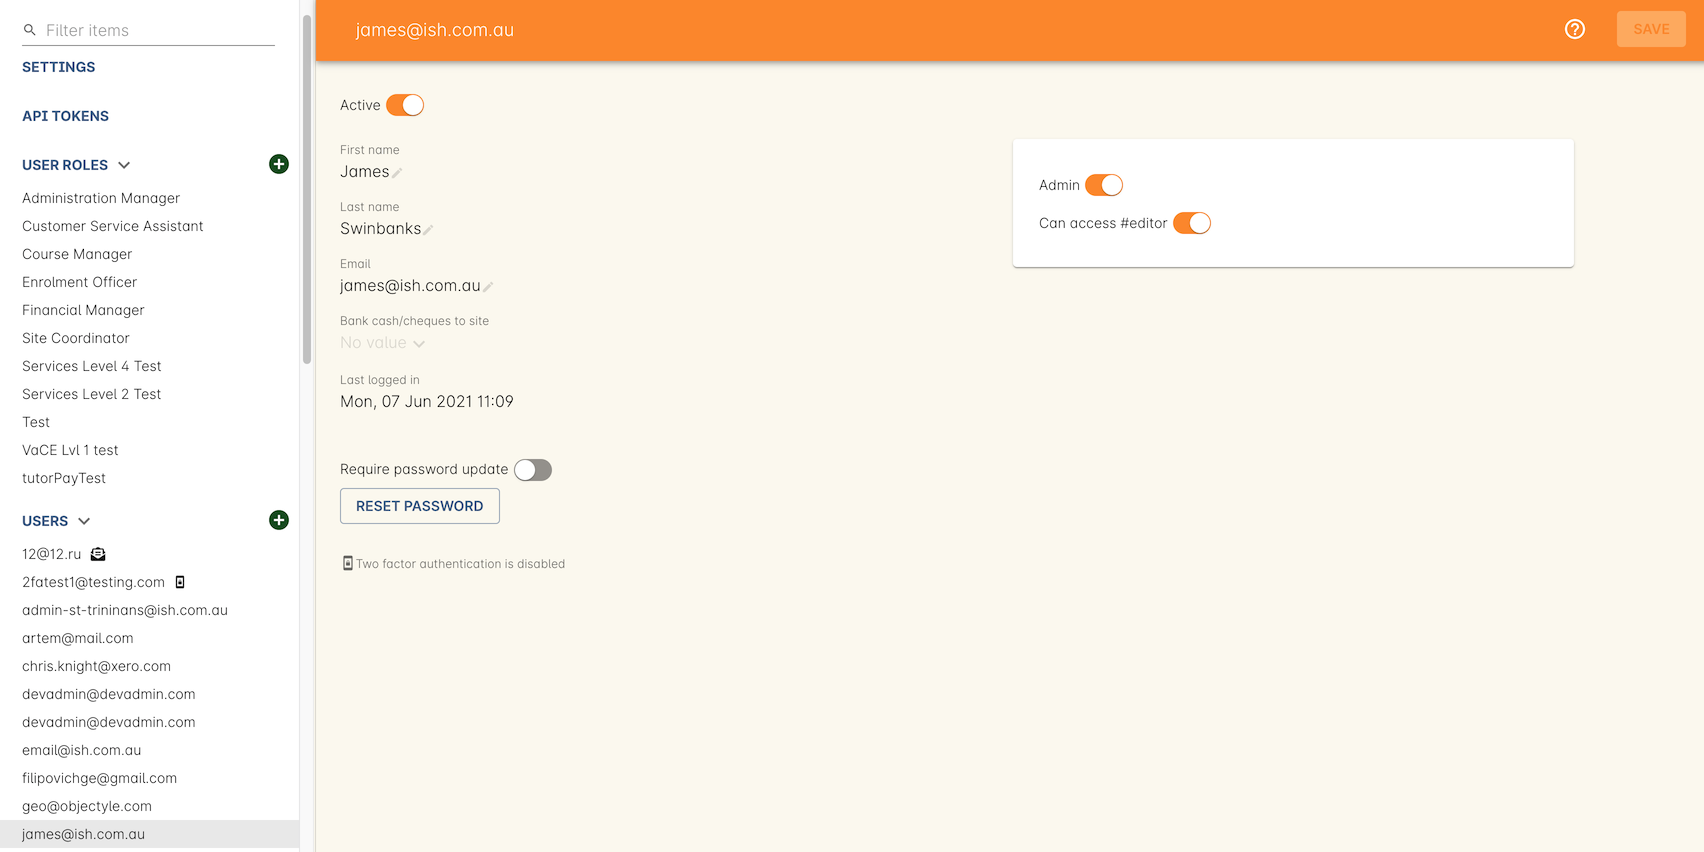 Filter items
SETTINGS
API TOKENS
USER ROLES
Administration Manager
Customer Service Assistant
Course Manager
Enrolment Officer
Financial Manager
Site Coordinator
Services Level 4 Test
Services Level 2 Test
Test
VaCE Lvl 1 test
tutorPayTest
USERS
12@12.ru
2fatest1@testing.com
admin-st-trininans@ish.com.au
artem@mail.com
chris.knight@xero.com
devadmin@devadmin.com
devadmin@devadmin.com
email@ish.com.au
filipovichge@gmail.com
geo@objectyle.com
james@ish.com.au
james@ish.com.au
SAVE
Active
First name
James
Last name
Swinbanks
Email
james@ish.com.au
Bank cash/cheques to site
No value
Last logged in
Mon, 07 Jun 2021 11:09
Require password update
RESET PASSWORD
Two factor authentication is disabled
Admin
Can access #editor